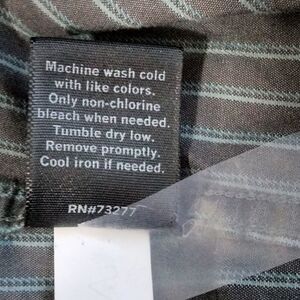 Machine wash cold
with like colors.
Only non-chlorine
bleach when needed.
Tumble dry low.
Remove promptly.
Cool iron if needed.
RN#73277